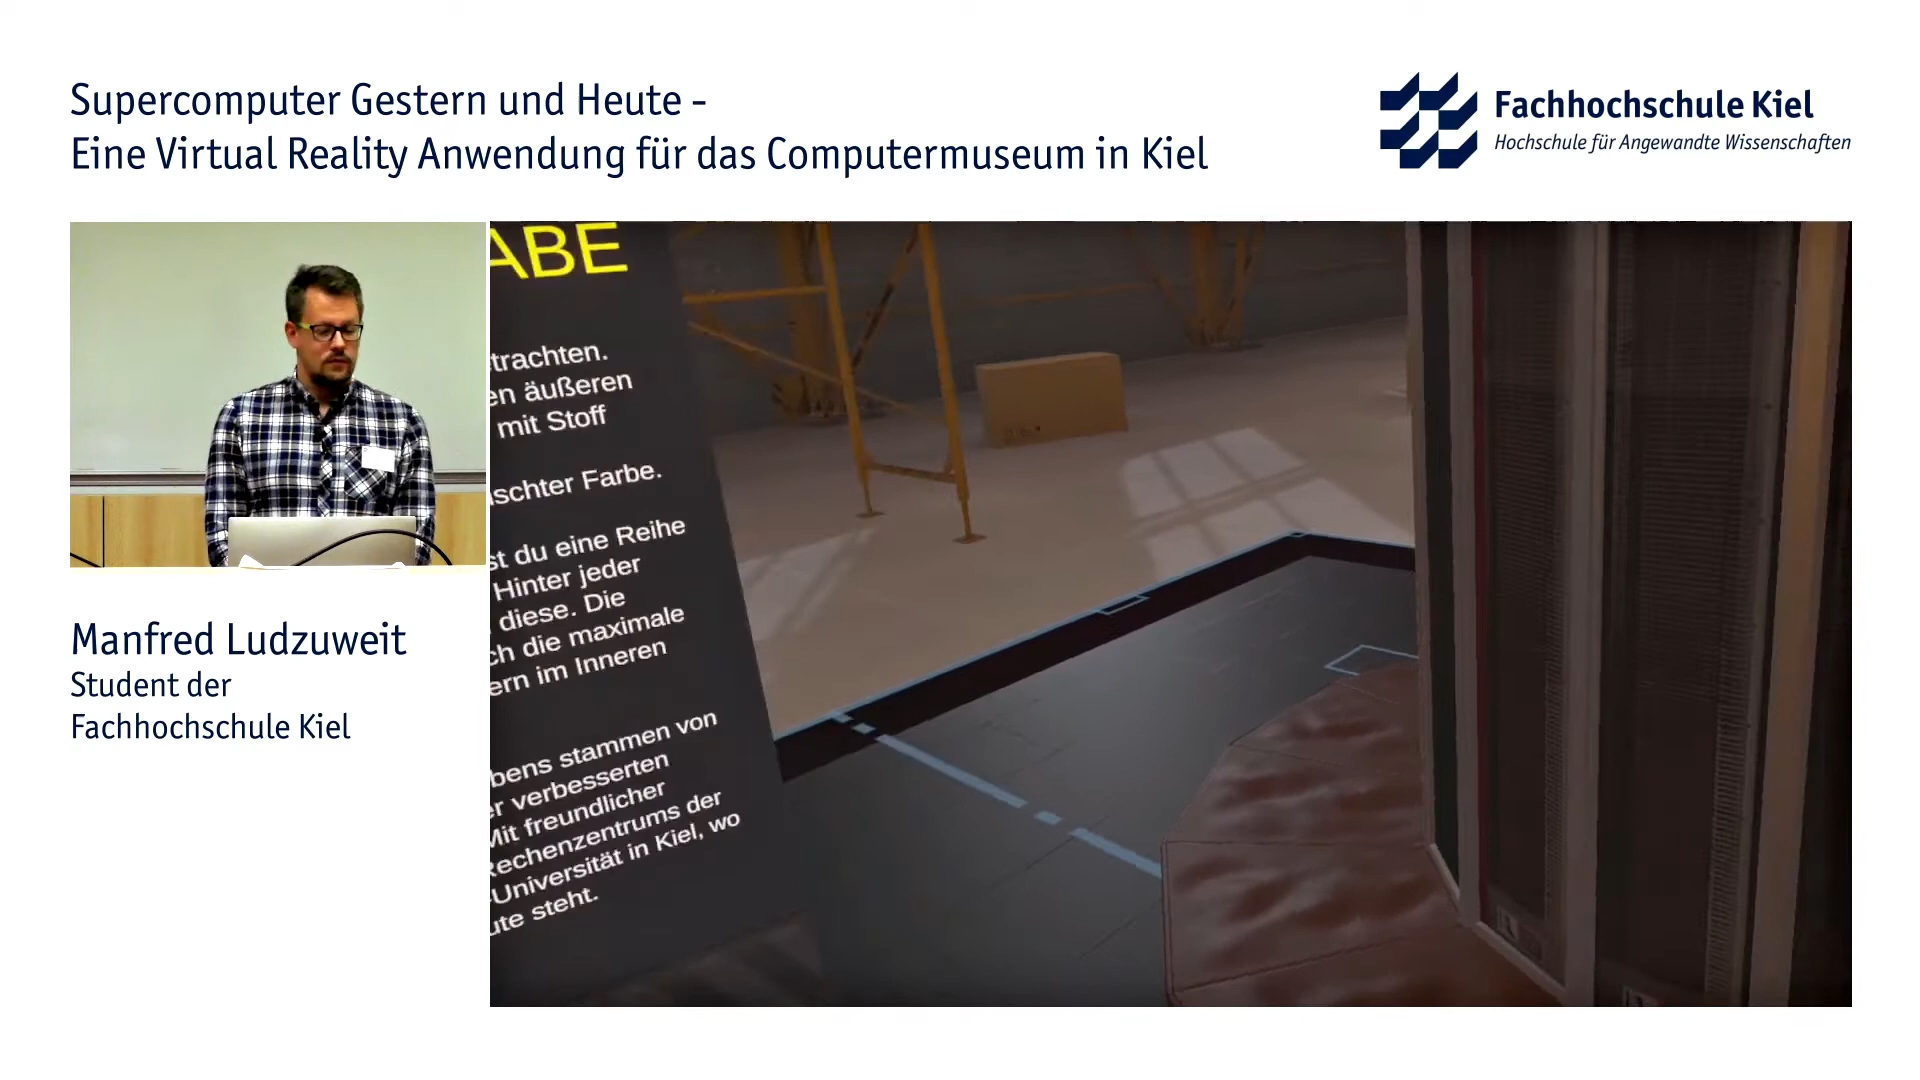 Supercomputer Gestern und Heute -
Eine Virtual Reality Anwendung für das Computermuseum in Kiel
Fachhochschule Kiel
Hochschule für Angewandte Wissenschaften
ABE
trachten.
en äußeren
mit Stoff
schter Farbe.
st du eine Reihe
Hinter jeder
diese. Die
ch die maximale
ern im Inneren
bens stammen von
er verbesserten
Mit freundlicher
Rechenzentrums der
-Universität in Kiel, wo
ute steht.
Manfred Ludzuweit
Student der
Fachhochschule Kiel